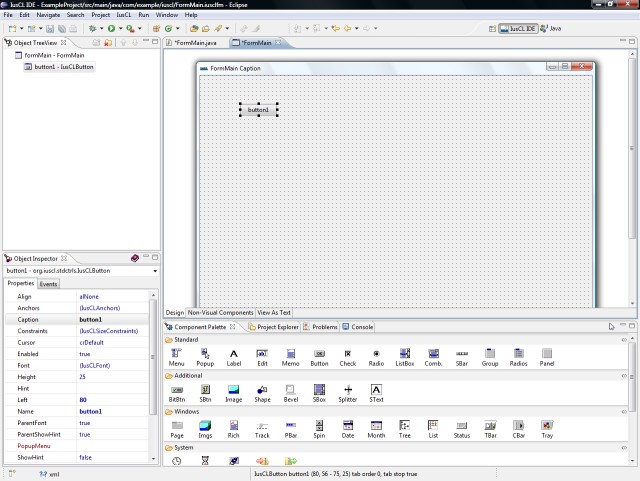 IusCL IDE - ExampleProject/src/main/java/com/example/iuscl/FormMain.iusclfm - Eclipse
File Edit Navigate Search Project IusCL Run Window Help
IusCL IDE Java
Object TreeView
formMain - FormMain
button1 - IusCLButton
*FormMain.java *FormMain
FormMain Caption
button1
Design Non-Visual Components View As Text
Object Inspector
button1 - org.iuscl.stdctrls.IusCLButton
Properties Events
Align alNone
Anchors (IusCLAnchors)
Caption button1
Constraints (IusCLSizeConstraints)
Cursor crDefault
Enabled true
Font (IusCLFont)
Height 25
Hint
Left 80
Name button1
ParentFont true
ParentShowHint true
PopupMenu
ShowHint false
Component Palette Project Explorer Problems Console
Standard
Menu Popup Label Edit Memo Button Check Radio ListBox Comb. SBar Group Radios Panel
Additional
BitBtn SBtn Image Shape Bevel SBox Splitter SText
Windows
Page Imgs Rich Track PBar Spin Date Month Tree List Status TBar CBar Tray
System
xml
IusCLButton button1 (80, 56 - 75, 25) tab order 0, tab stop true